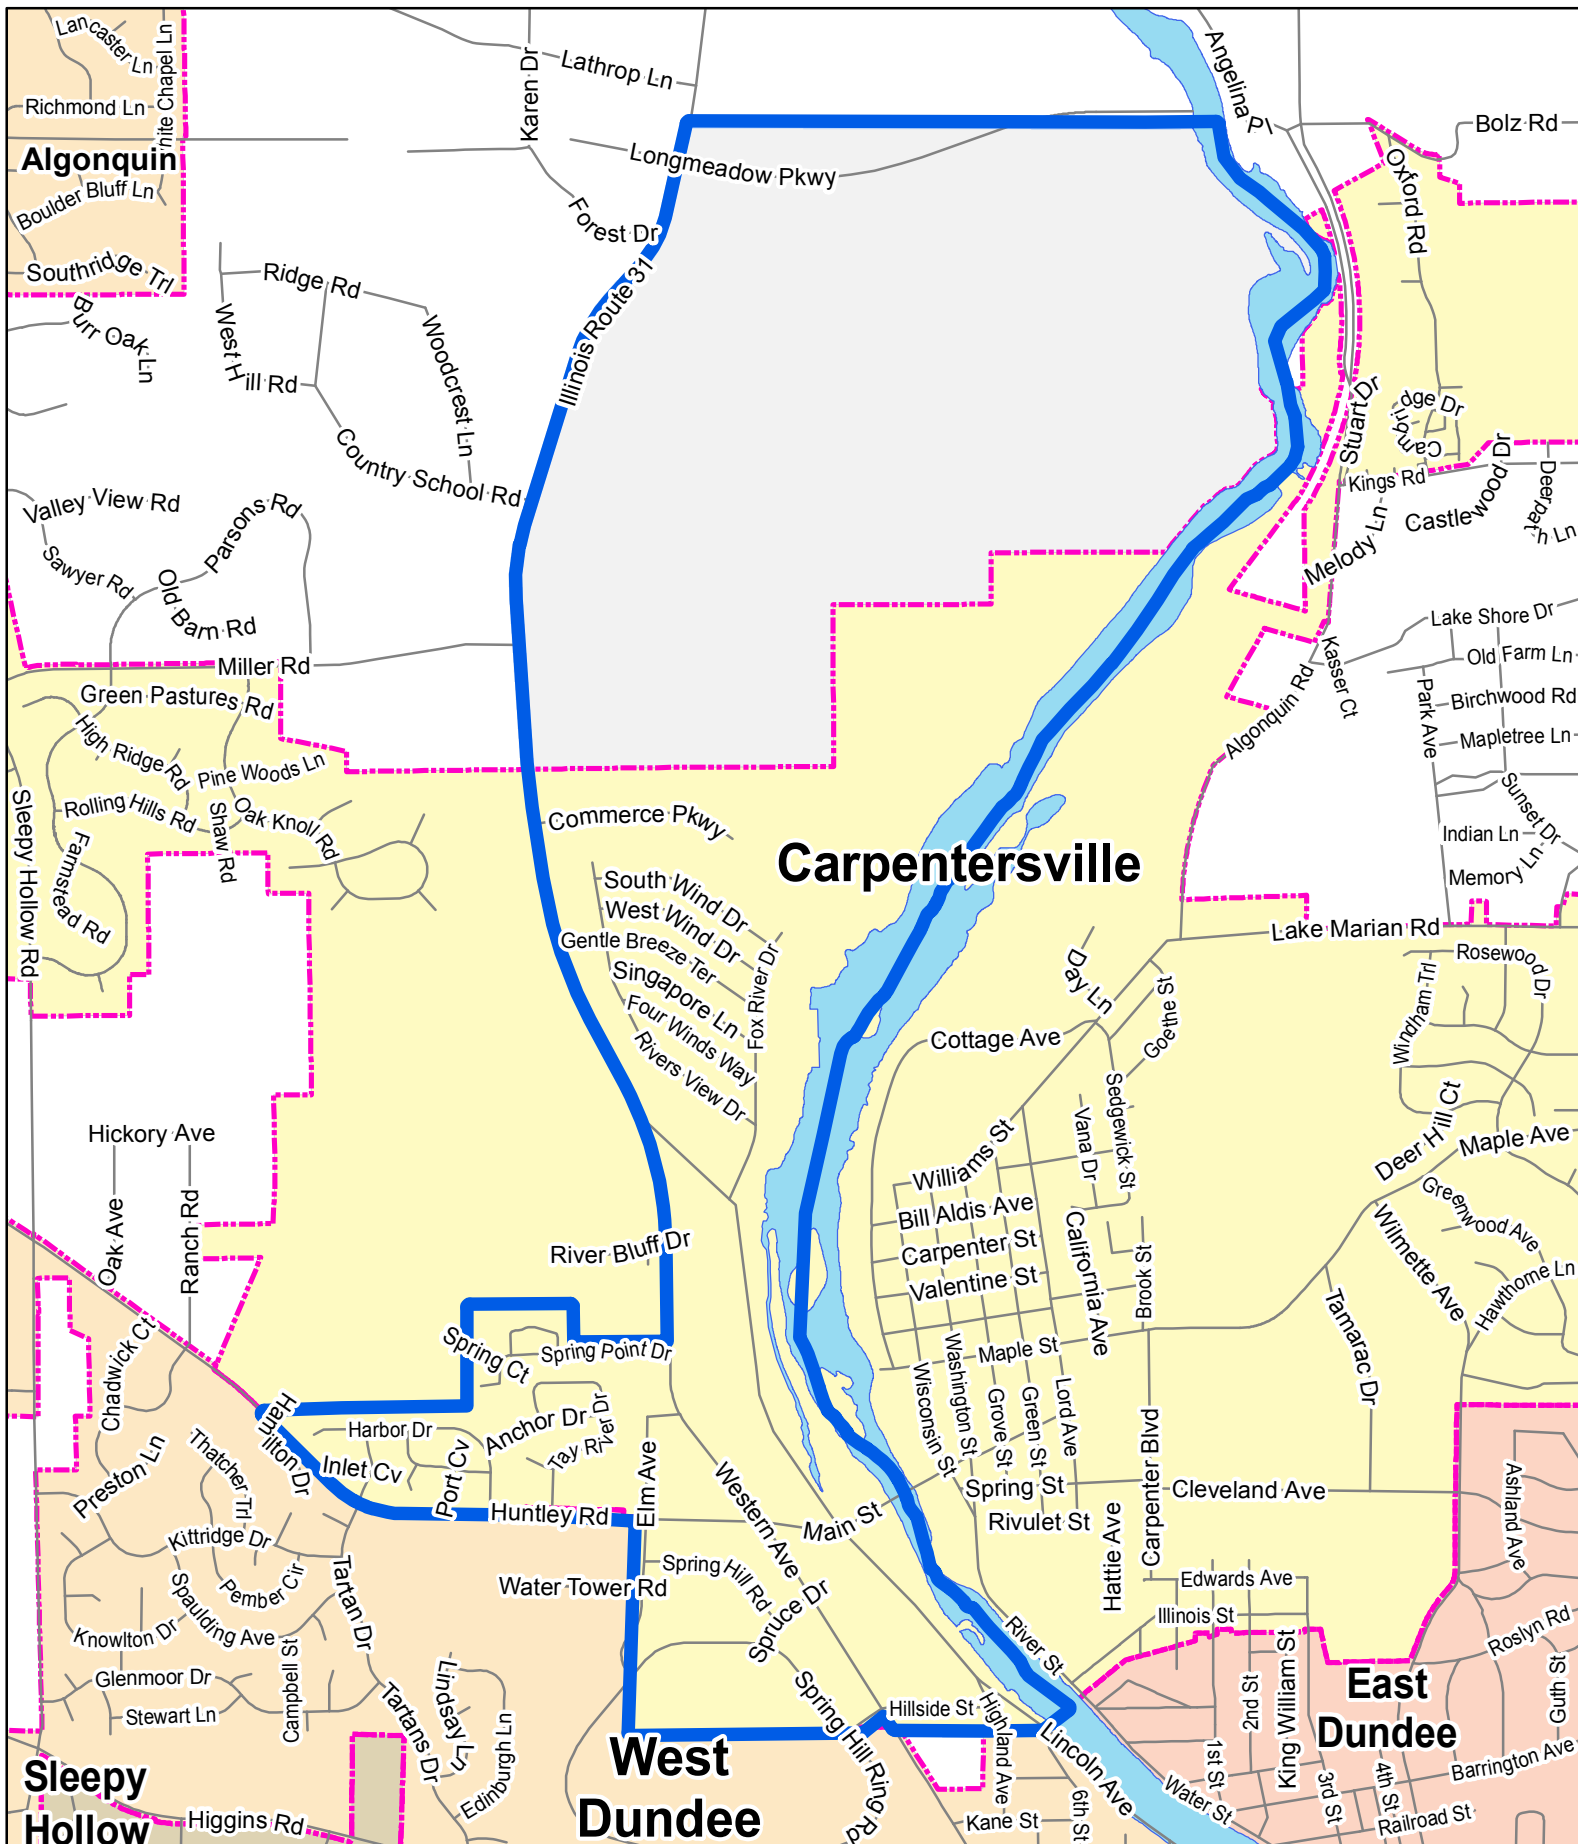 Lancaster Ln
White Chapel Ln
Richmond Ln
Algonquin
Boulder Bluff Ln
Southridge Trl
Karen Dr
Lathrop Ln
Angelina Pl
Bolz Rd
Longmeadow Pkwy
Oxford Rd
Forest Dr
Ridge Rd
Burr Oak Ln
West Hill Rd
Woodcrest Ln
Illinois Route 31
Country School Rd
Stuart Dr
Cambridge Dr
Kings Rd
Castlewood Dr
Deerpath Ln
Melody Ln
Valley View Rd
Parsons Rd
Sawyer Rd
Old Barn Rd
Miller Rd
Lake Shore Dr
Old Farm Ln
Kasser Ct
Park Ave
Birchwood Rd
Algonquin Rd
Mapletree Ln
Green Pastures Rd
High Ridge Rd
Pine Woods Ln
Rolling Hills Rd
Shaw Rd
Oak Knoll Rd
Sleepy Hollow Rd
Farmstead Rd
Commerce Pkwy
Carpentersville
Sunset Dr
Indian Ln
Memory Ln
South Wind Dr
West Wind Dr
Gentle Breeze Ter
Singapore Ln
Four Winds Way
Rivers View Dr
Fox River Dr
Lake Marian Rd
Day Ln
Rosewood Dr
Windham Trl
Goethe St
Cottage Ave
Sedgewick St
Vana Dr
Deer Hill Ct
Maple Ave
Hickory Ave
Oak Ave
Ranch Rd
Williams St
Bill Aldis Ave
Carpenter St
Valentine St
California Ave
Brook St
Greenwood Ave
Wilmette Ave
Hawthorne Ln
River Bluff Dr
Tamarac Dr
Chadwick Ct
Spring Ct
Spring Point Dr
Maple St
Wisconsin St
Washington St
Grove St
Green St
Lord Ave
Hamilton Dr
Harbor Dr
Anchor Dr
Tay River Dr
Inlet Cv
Port Cv
Preston Ln
Thatcher Trl
Huntley Rd
Elm Ave
Western Ave
Main St
Spring St
Rivulet St
Hattie Ave
Carpenter Blvd
Cleveland Ave
Ashland Ave
Kittridge Dr
Pember Cir
Spaulding Ave
Tartan Dr
Water Tower Rd
Spring Hill Rd
Spruce Dr
Edwards Ave
Illinois St
River St
Roslyn Rd
Knowlton Dr
Glenmoor Dr
Stewart Ln
Campbell St
Tartans Dr
Lindsay Ln
Edinburgh Ln
Spring Hill Ring Rd
Hillside St
Highland Ave
Lincoln Ave
2nd St
King William St
East
Dundee
Guth St
West
Dundee
Sleepy
Hollow
Higgins Rd
Kane St
6th St
Water St
1st St
3rd St
4th St
Barrington Ave
Railroad St